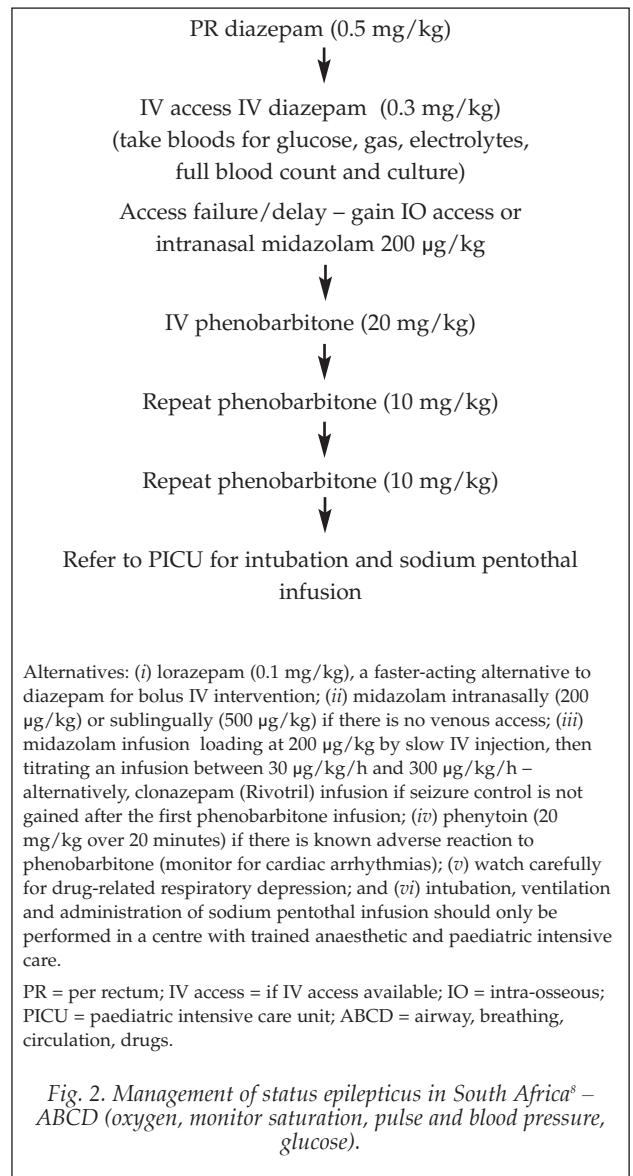 PR diazepam (0.5 mg/kg)
IV access IV diazepam (0.3 mg/kg)
(take bloods for glucose, gas, electrolytes,
full blood count and culture)
Access failure/delay – gain IO access or
intranasal midazolam 200 µg/kg
IV phenobarbitone (20 mg/kg)
Repeat phenobarbitone (10 mg/kg)
Repeat phenobarbitone (10 mg/kg)
Refer to PICU for intubation and sodium pentothal
infusion
Alternatives: (i) lorazepam (0.1 mg/kg), a faster-acting alternative to
diazepam for bolus IV intervention; (ii) midazolam intranasally (200
µg/kg) or sublingually (500 µg/kg) if there is no venous access; (iii)
midazolam infusion loading at 200 µg/kg by slow IV injection, then
titrating an infusion between 30 µg/kg/h and 300 µg/kg/h –
alternatively, clonazepam (Rivotril) infusion if seizure control is not
gained after the first phenobarbitone infusion; (iv) phenytoin (20
mg/kg over 20 minutes) if there is known adverse reaction to
phenobarbitone (monitor for cardiac arrhythmias); (v) watch carefully
for drug-related respiratory depression; and (vi) intubation, ventilation
and administration of sodium pentothal infusion should only be
performed in a centre with trained anaesthetic and paediatric intensive
care.
PR = per rectum; IV access = if IV access available; IO = intra-osseous;
PICU = paediatric intensive care unit; ABCD = airway, breathing,
circulation, drugs.
Fig. 2. Management of status epilepticus in South Africa⁸ –
ABCD (oxygen, monitor saturation, pulse and blood pressure,
glucose).